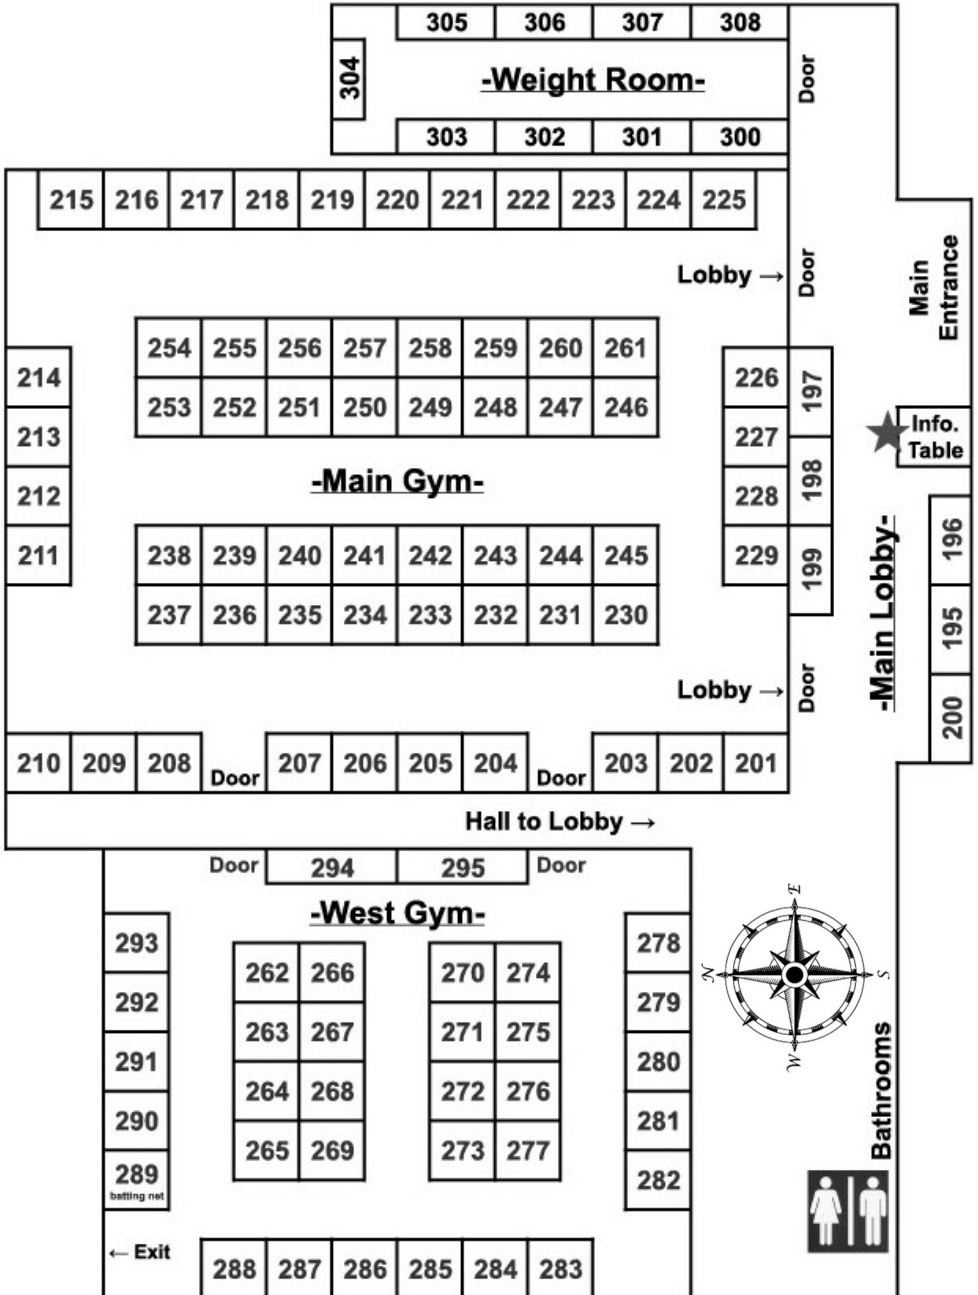 305 306 307 308
304
-Weight Room-
Door
303 302 301 300
215 216 217 218 219 220 221 222 223 224 225
Lobby →
Door
Main
Entrance
254 255 256 257 258 259 260 261
253 252 251 250 249 248 247 246
214
213
212
211
226
227
228
229
197
198
199
Info.
Table
-Main Gym-
-Main Lobby-
196
195
200
238 239 240 241 242 243 244 245
237 236 235 234 233 232 231 230
Lobby →
Door
210 209 208 Door 207 206 205 204 Door 203 202 201
Hall to Lobby →
Door 294 295 Door
-West Gym-
293
292
291
290
289
batting net
262 266
263 267
264 268
265 269
270 274
271 275
272 276
273 277
278
279
280
281
282
E
N
S
W
Bathrooms
← Exit
288 287 286 285 284 283